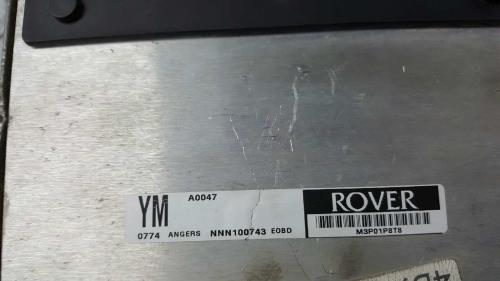 YM A0047
0774 ANGERS NNN100743 EOBD
ROVER
M3P01P8T8